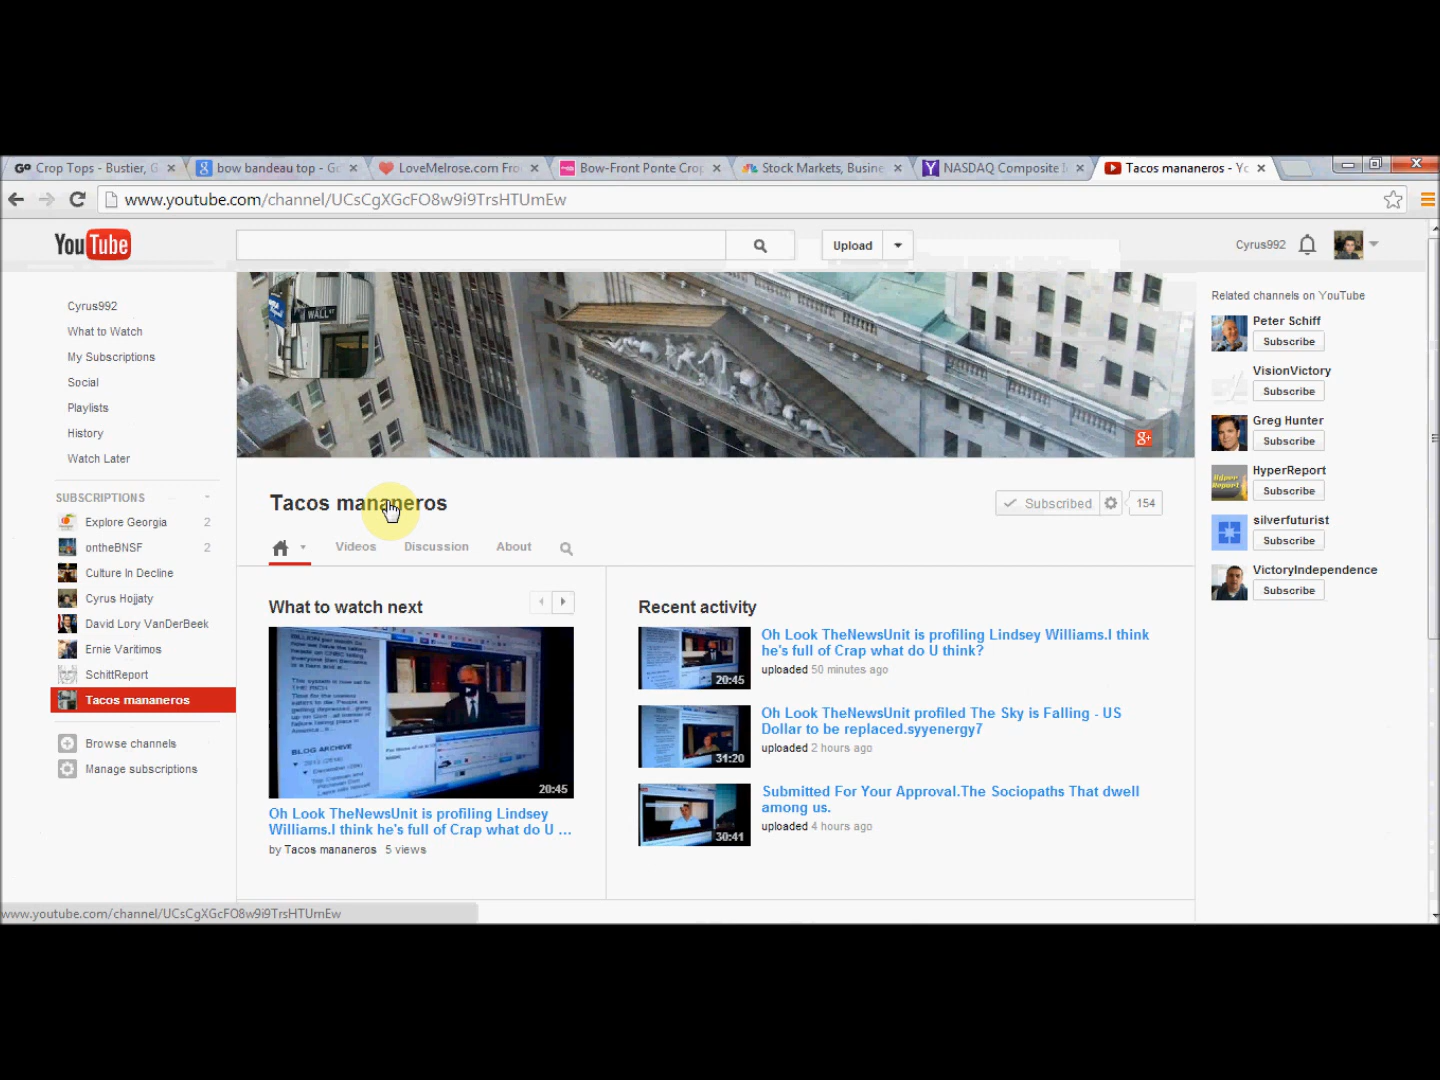 GO Crop Tops - Bustier, G
bow bandeau top - Go
LoveMelrose.com Fro
Bow-Front Ponte Crop
Stock Markets, Busine
NASDAQ Composite I
Tacos mananeros - Yo
www.youtube.com/channel/UCsCgXGcFO8w9i9TrsHTUmEw
YouTube
Upload
Cyrus992
Cyrus992
What to Watch
My Subscriptions
Social
Playlists
History
Watch Later
SUBSCRIPTIONS
Explore Georgia 2
ontheBNSF 2
Culture In Decline
Cyrus Hojjaty
David Lory VanDerBeek
Ernie Varitimos
SchittReport
Tacos mananeros
Browse channels
Manage subscriptions
WALL ST
g+
Tacos mananeros
Subscribed
154
Videos
Discussion
About
What to watch next
BLOG ARCHIVE
20:45
Oh Look TheNewsUnit is profiling Lindsey
Williams.I think he's full of Crap what do U ...
by Tacos mananeros 5 views
Recent activity
20:45
Oh Look TheNewsUnit is profiling Lindsey Williams.I think
he's full of Crap what do U think?
uploaded 50 minutes ago
31:20
Oh Look TheNewsUnit profiled The Sky is Falling - US
Dollar to be replaced.syyenergy7
uploaded 2 hours ago
30:41
Submitted For Your Approval.The Sociopaths That dwell
among us.
uploaded 4 hours ago
Related channels on YouTube
Peter Schiff
Subscribe
VisionVictory
Subscribe
Greg Hunter
Subscribe
HyperReport
Subscribe
silverfuturist
Subscribe
VictoryIndependence
Subscribe
www.youtube.com/channel/UCsCgXGcFO8w9i9TrsHTUmEw